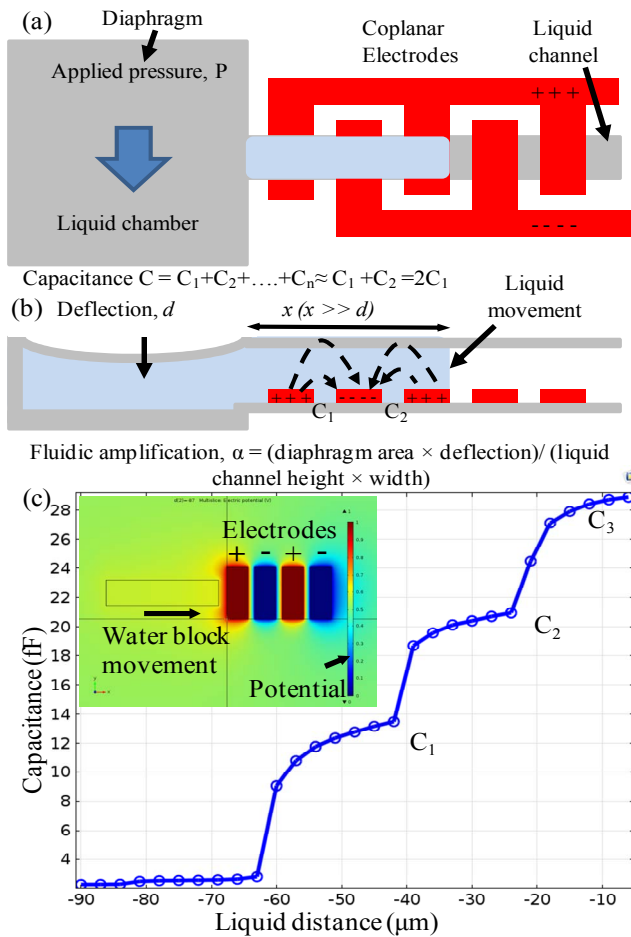 (a)
Diaphragm
Applied pressure, P
Coplanar
Electrodes
Liquid
channel
+ + +
Liquid chamber
- - - -
Capacitance C = C1+C2+….+Cn≈ C1 +C2 =2C1
(b)
Deflection, d
x (x >> d)
Liquid
movement
+ + +
- - - -
+ + +
C1
C2
Fluidic amplification, α = (diaphragm area × deflection)/ (liquid
channel height × width)
(c)
Electrodes
+ - + -
Water block
movement
Potential
C1
C2
C3
Capacitance (fF)
28
26
24
22
20
18
16
14
12
10
8
6
4
-90 -80 -70 -60 -50 -40 -30 -20 -10
Liquid distance (μm)